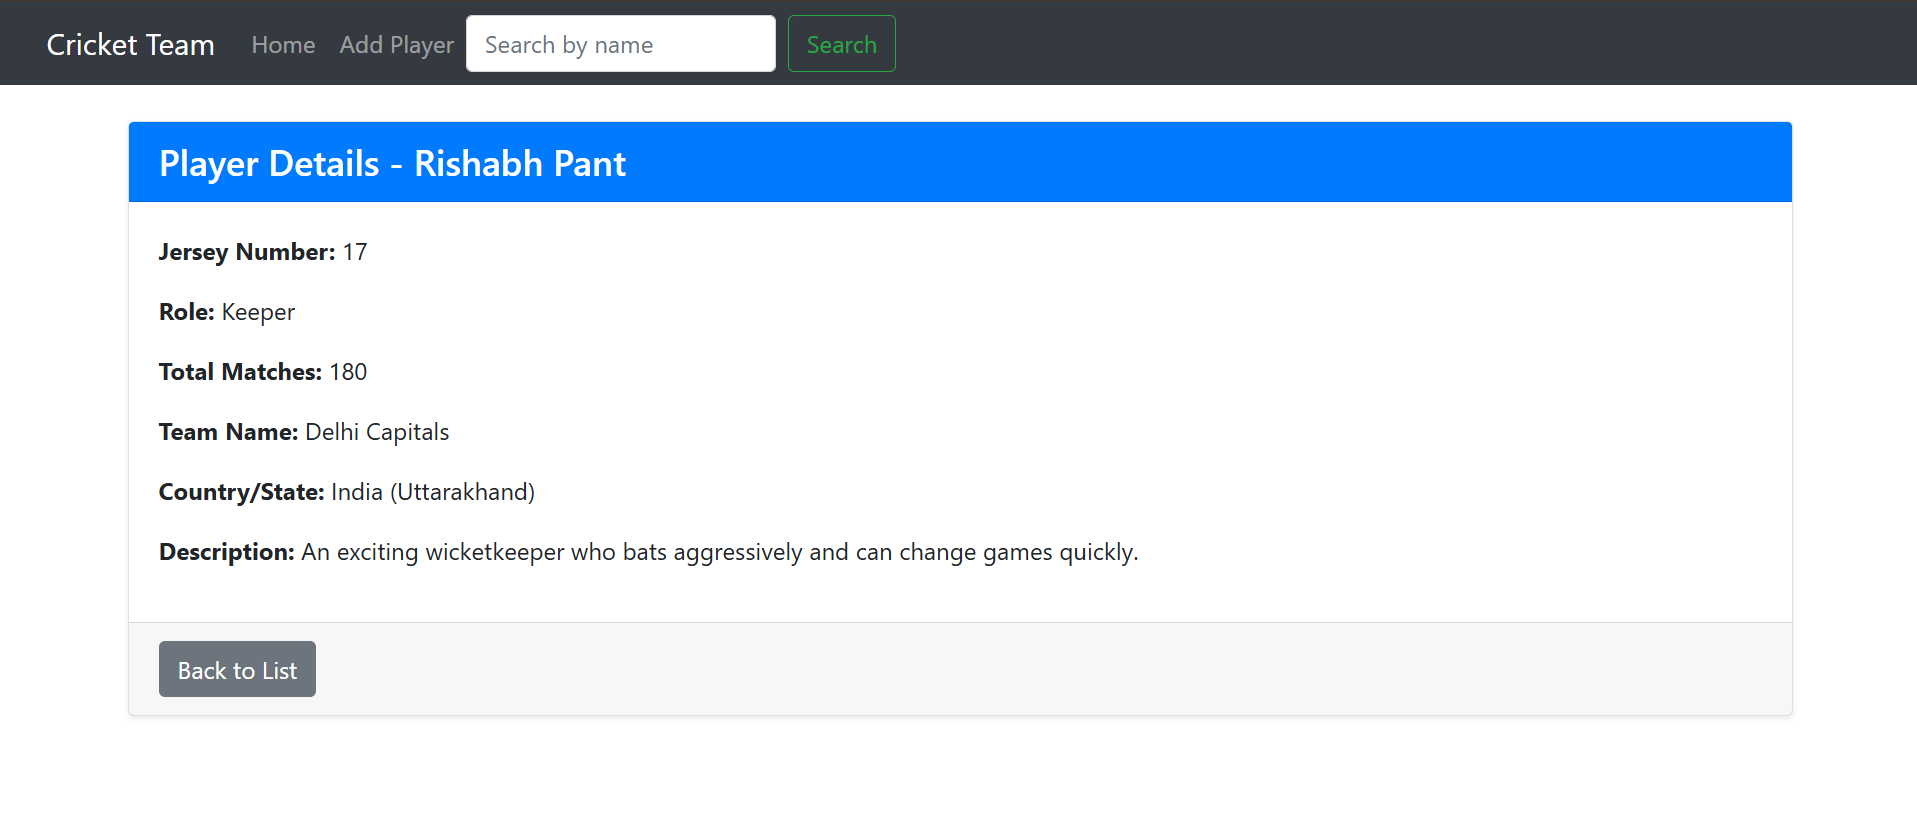 Cricket Team Home Add Player Search by name Search
Player Details - Rishabh Pant
Jersey Number: 17
Role: Keeper
Total Matches: 180
Team Name: Delhi Capitals
Country/State: India (Uttarakhand)
Description: An exciting wicketkeeper who bats aggressively and can change games quickly.
Back to List